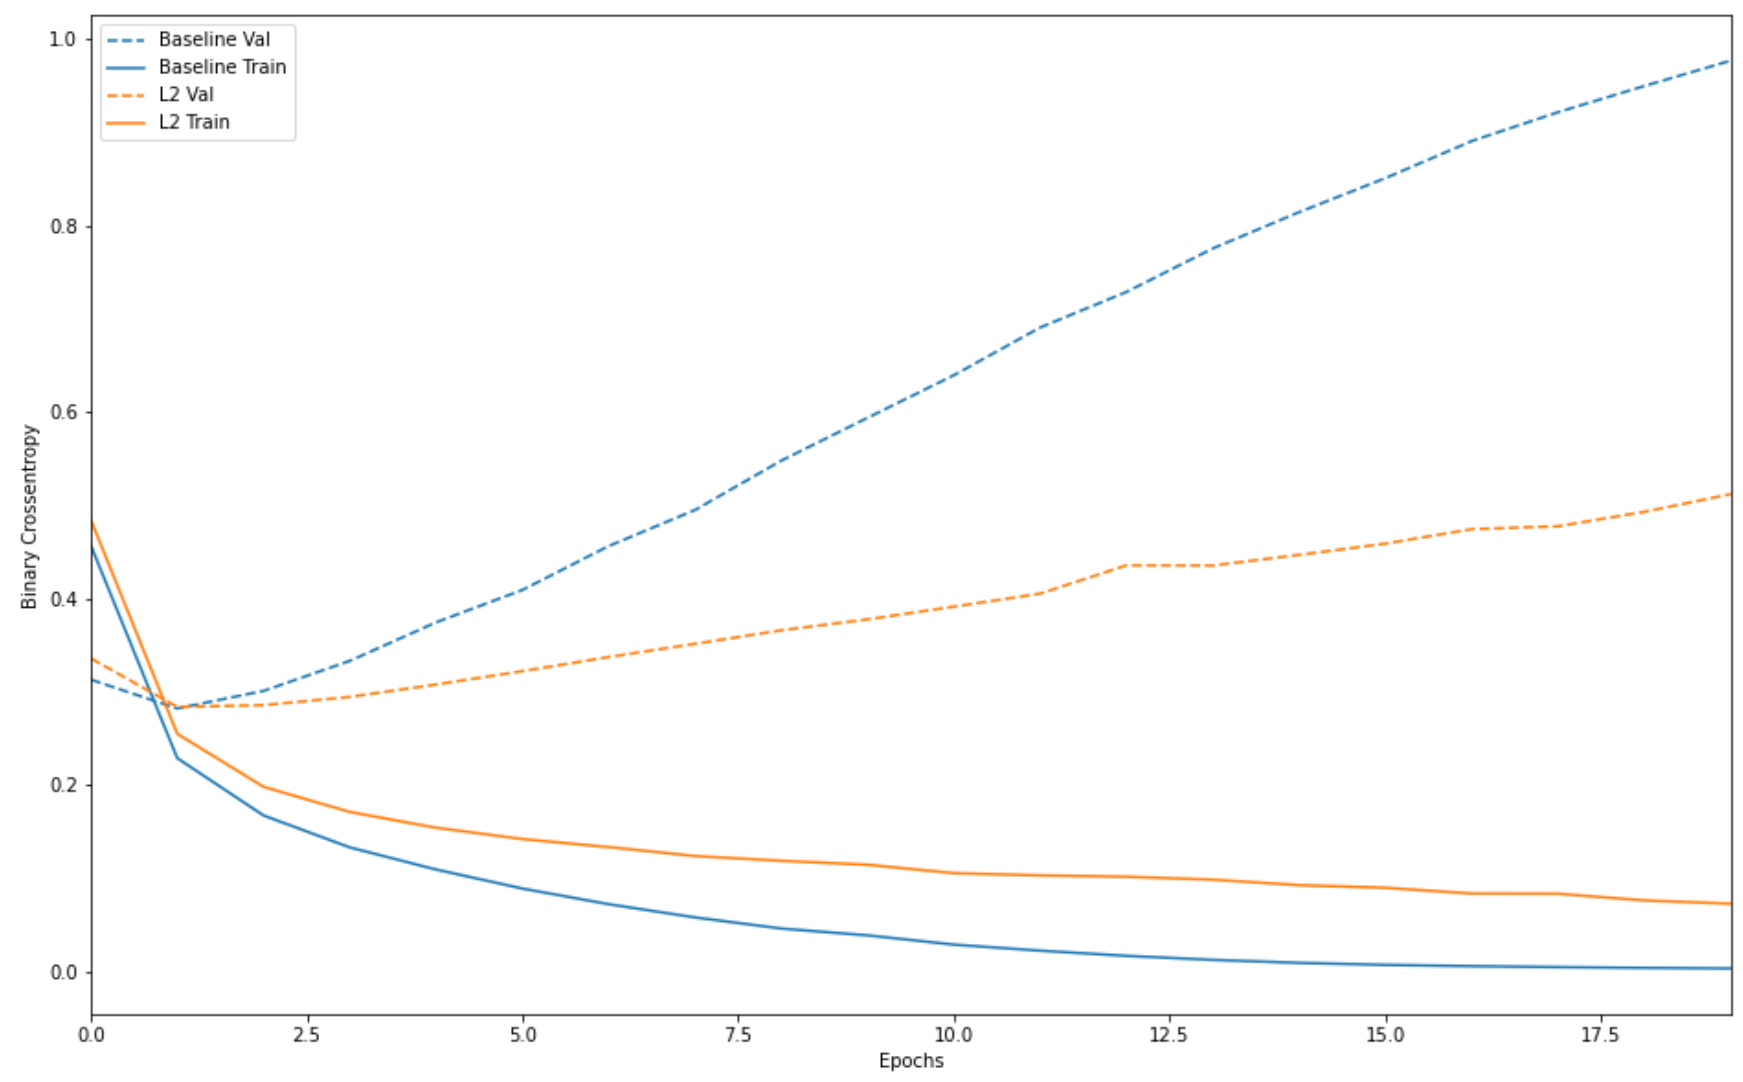 Baseline Val
Baseline Train
L2 Val
L2 Train
Binary Crossentropy
1.0
0.8
0.6
0.4
0.2
0.0
0.0 2.5 5.0 7.5 10.0 12.5 15.0 17.5
Epochs